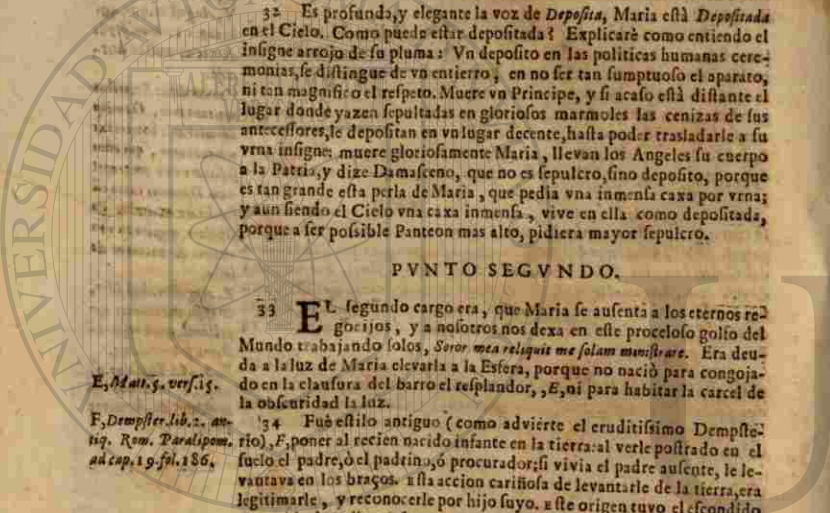 32 Es profunda, y elegante la voz de Deposita, Maria està Depositada
en el Cielo. Como puede estar depositada? Explicarè como entiendo el
insigne arrojo de su pluma: Vn deposito en las politicas humanas cere-
monias, se distingue de vn entierro, en no ser tan sumptuoso el aparato,
ni tan magnifico el respeto. Muere vn Principe, y si acaso està distante el
lugar donde yazen sepultadas en gloriosos marmoles las cenizas de sus
antecessores, le depositan en vn lugar decente, hasta poder trasladarle a su
vrna insigne: muere gloriosamente Maria, llevan los Angeles su cuerpo
a la Patria, y dize Damasceno, que no es sepulcro, sino deposito, porque
es tan grande esta perla de Maria, que pedia vna inmensa caxa por vrna;
y aun siendo el Cielo vna caxa inmensa, vive en ella como depositada,
porque a ser possible Panteon mas alto, pidiera mayor sepulcro.
PVNTO SEGVNDO.
33 EL segundo cargo era, que Maria se ausenta a los eternos re-
gocijos, y a nosotros nos dexa en este proceloso golfo del
Mundo trabajando solos, Soror mea reliquit me solam ministrare. Era deu-
da a la luz de Maria elevarla a la Esfera, porque no naciò para congoja-
do en la clausura del barro el resplandor, ,E, ni para habitar la carcel de
la obscuridad la luz.
E, Matt. 5. vers. 15.
34 Fuè estilo antiguo (como advierte el eruditissimo Dempste-
rio) ,F, poner al recien nacido infante en la tierra: al verle postrado en el
suelo el padre, ò el padrino, ó procurador; si vivia el padre ausente, le le-
vantava en los braços. Esta accion cariñosa de levantarle de la tierra, era
legitimarle, y reconocerle por hijo suyo. Este origen tuvo el escondido
F, Dempster. lib. 2. an-
tiq. Rom. Paralipom.
ad cap. 19. fol. 186.